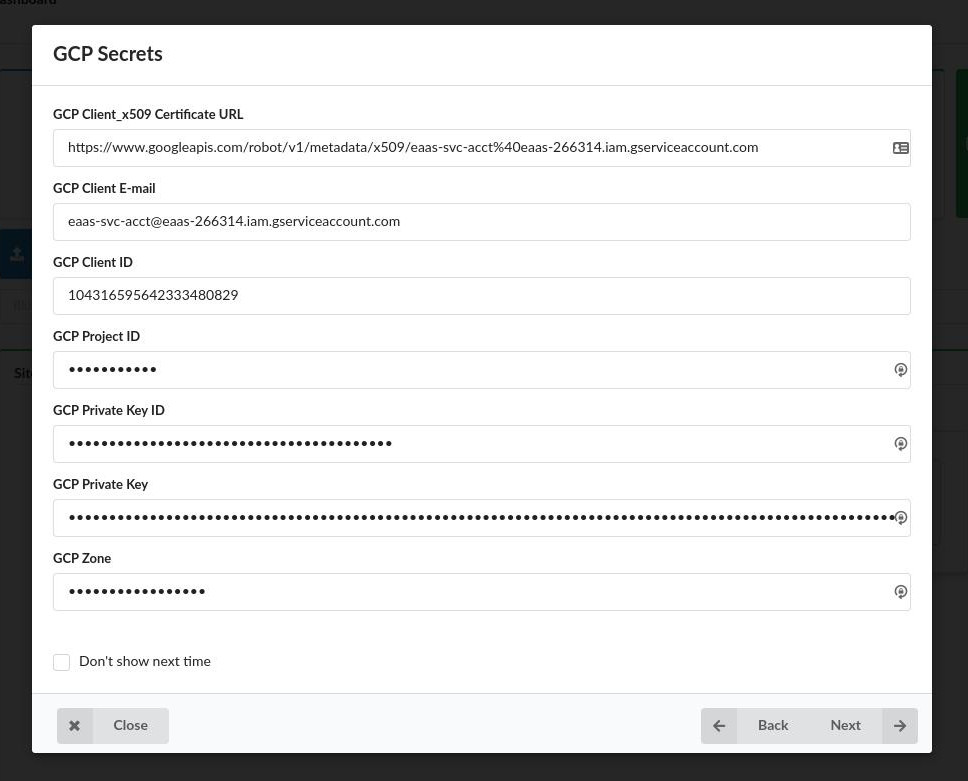 GCP Secrets
GCP Client_x509 Certificate URL
https://www.googleapis.com/robot/v1/metadata/x509/eaas-svc-acct%40eaas-266314.iam.gserviceaccount.com
GCP Client E-mail
eaas-svc-acct@eaas-266314.iam.gserviceaccount.com
GCP Client ID
104316595642333480829
GCP Project ID
GCP Private Key ID
GCP Private Key
GCP Zone
Don't show next time
Close
Back
Next